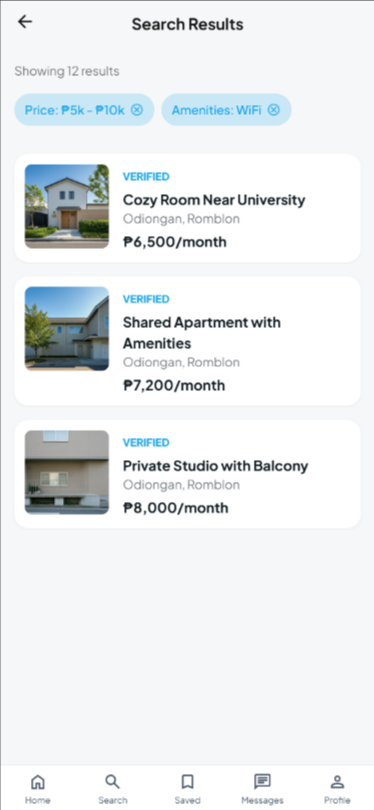 Search Results
Showing 12 results
Price: ₱5k - ₱10k
Amenities: WiFi
VERIFIED
Cozy Room Near University
Odiongan, Romblon
₱6,500/month
VERIFIED
Shared Apartment with
Amenities
Odiongan, Romblon
₱7,200/month
VERIFIED
Private Studio with Balcony
Odiongan, Romblon
₱8,000/month
Home
Search
Saved
Messages
Profile